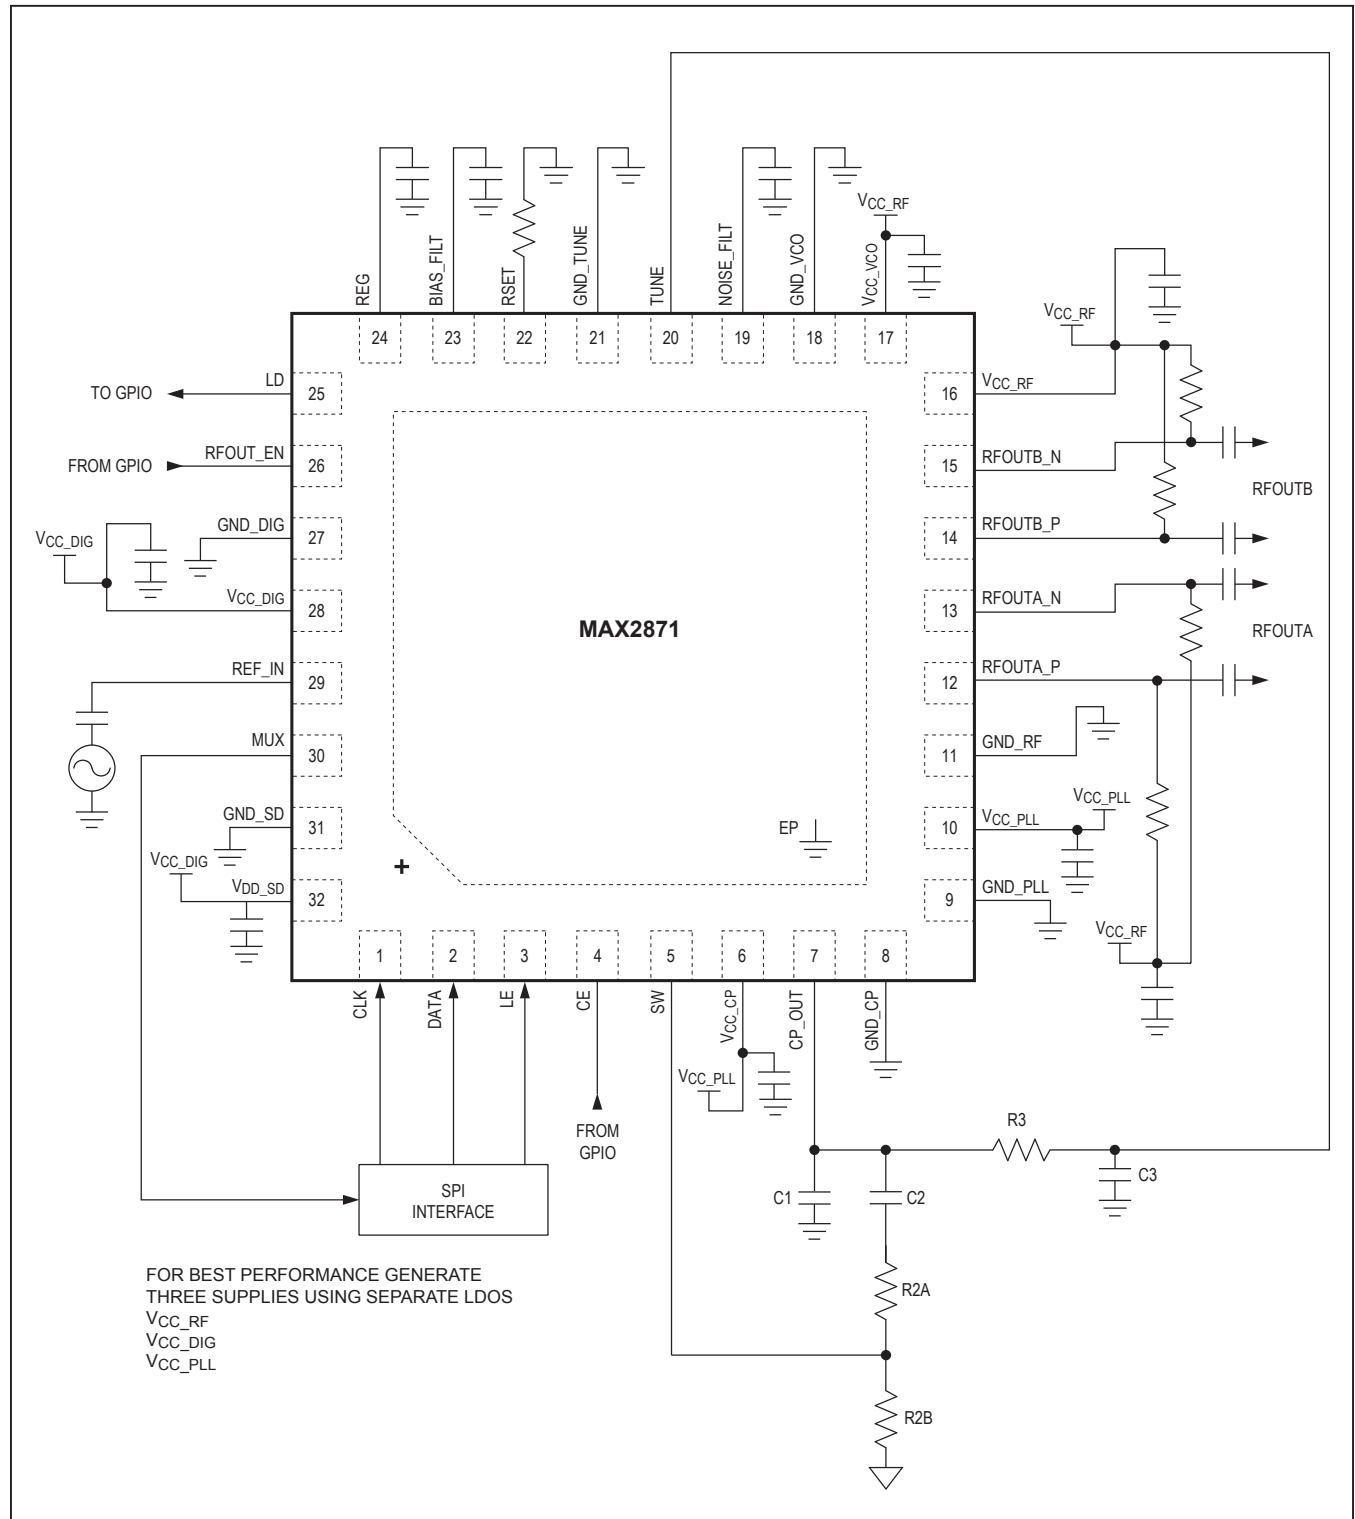 REG
BIAS_FILT
RSET
GND_TUNE
TUNE
NOISE_FILT
GND_VCO
VCC_VCO
VCC_RF
24
23
22
21
20
19
18
17
VCC_RF
TO GPIO
LD
25
FROM GPIO
RFOUT_EN
26
GND_DIG
27
VCC_DIG
VCC_DIG
28
REF_IN
29
MUX
30
GND_SD
31
VCC_DIG
VDD_SD
32
MAX2871
EP
+
16
VCC_RF
15
RFOUTB_N
RFOUTB
14
RFOUTB_P
13
RFOUTA_N
RFOUTA
12
RFOUTA_P
11
GND_RF
10
VCC_PLL
VCC_PLL
9
GND_PLL
VCC_RF
1
2
3
4
5
6
7
8
CLK
DATA
LE
CE
SW
VCC_CP
CP_OUT
GND_CP
VCC_PLL
FROM
GPIO
SPI
INTERFACE
R3
C1
C2
C3
R2A
R2B
FOR BEST PERFORMANCE GENERATE
THREE SUPPLIES USING SEPARATE LDOS
VCC_RF
VCC_DIG
VCC_PLL